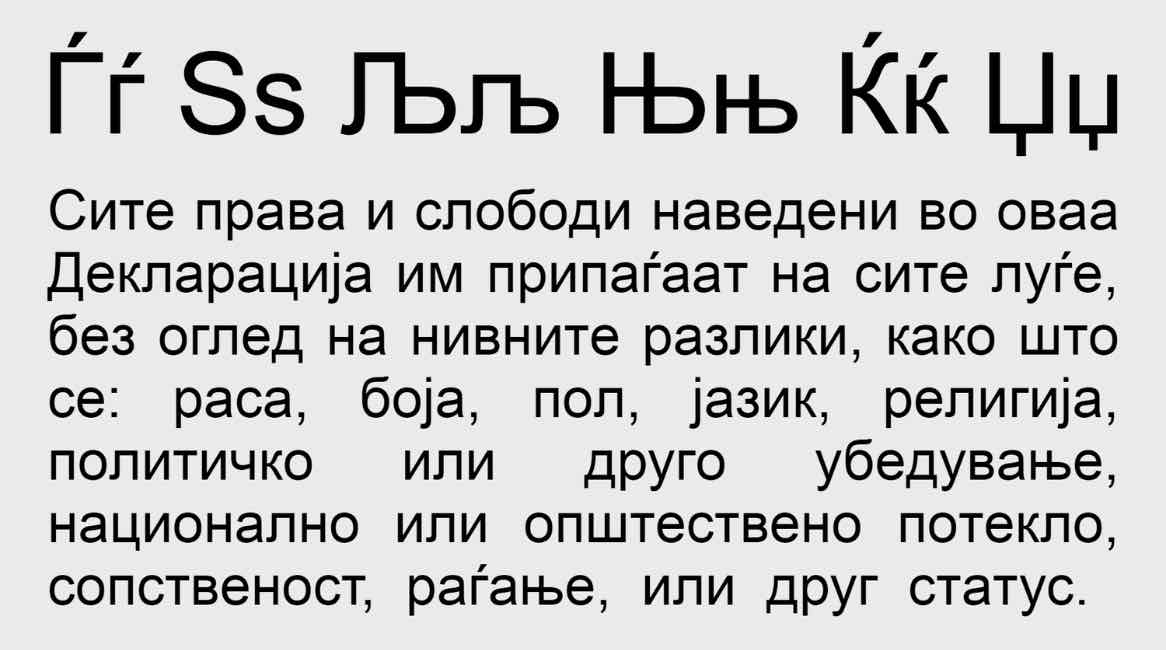 Ѓѓ Ѕѕ Љљ Њњ Ќќ Џџ
Сите права и слободи наведени во оваа
Декларација им припаѓаат на сите луѓе,
без оглед на нивните разлики, како што
се: раса, боја, пол, јазик, религија,
политичко или друго убедување,
национално или општествено потекло,
сопственост, раѓање, или друг статус.